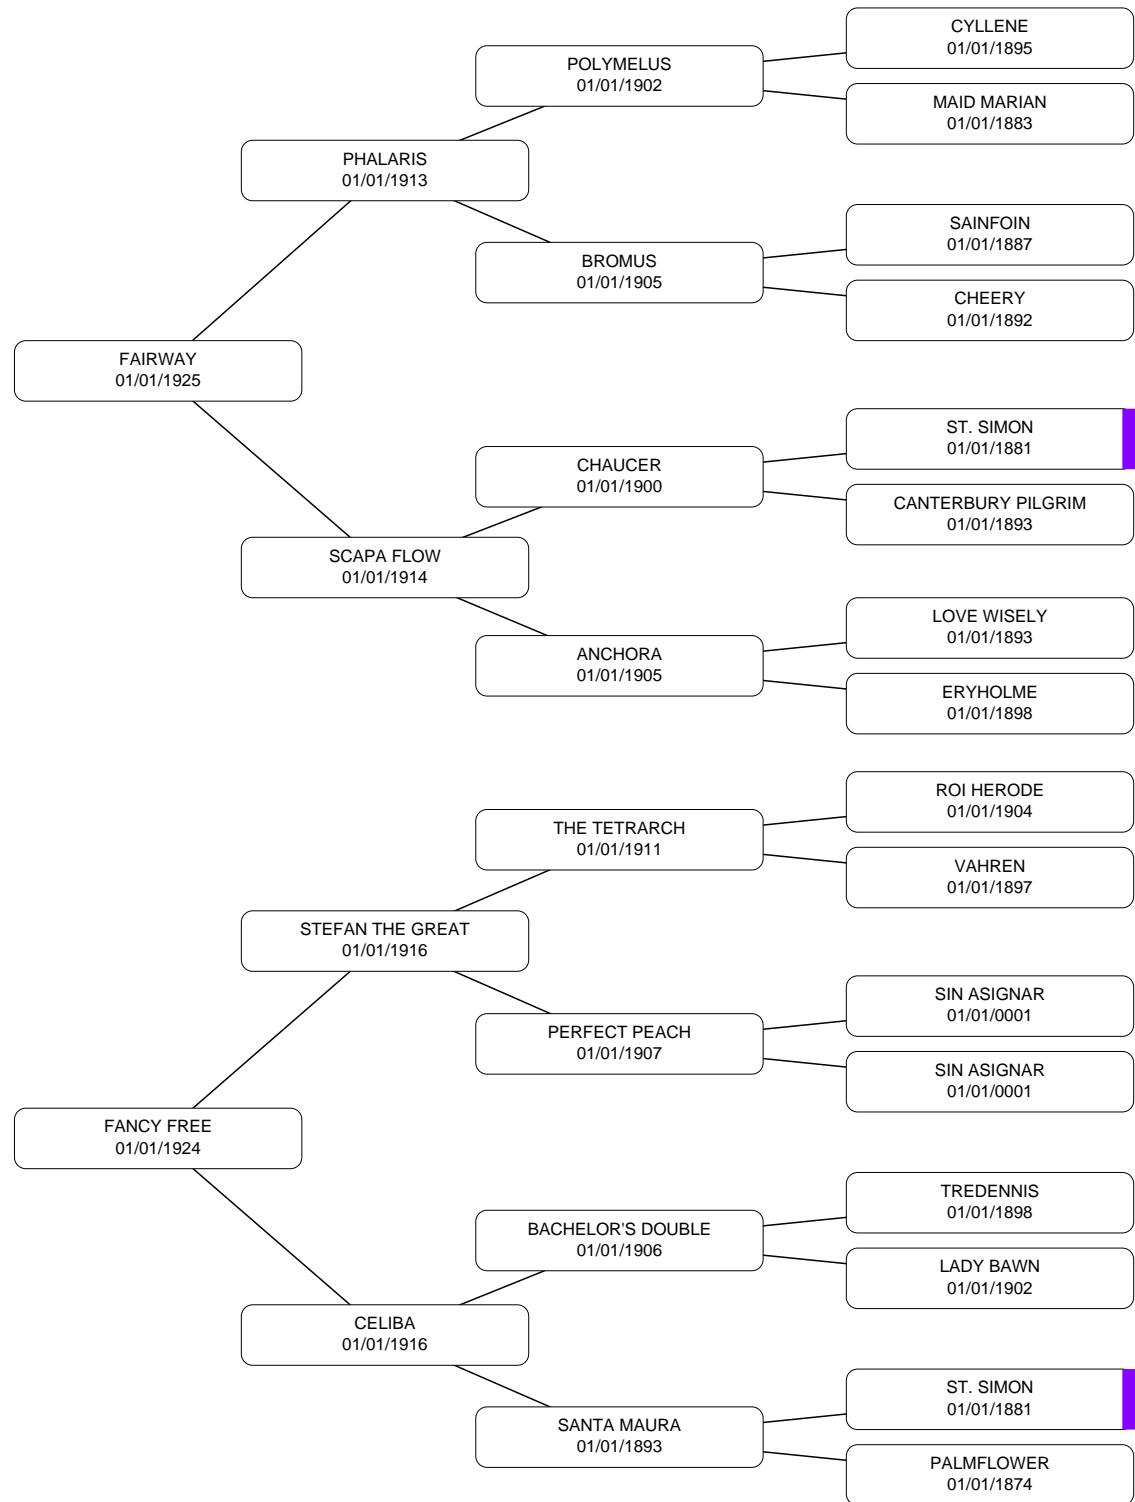 CYLLENE
01/01/1895
POLYMELUS
01/01/1902
MAID MARIAN
01/01/1883
PHALARIS
01/01/1913
SAINFOIN
01/01/1887
BROMUS
01/01/1905
CHEERY
01/01/1892
FAIRWAY
01/01/1925
ST. SIMON
01/01/1881
CHAUCER
01/01/1900
CANTERBURY PILGRIM
01/01/1893
SCAPA FLOW
01/01/1914
LOVE WISELY
01/01/1893
ANCHORA
01/01/1905
ERYHOLME
01/01/1898
ROI HERODE
01/01/1904
THE TETRARCH
01/01/1911
VAHREN
01/01/1897
STEFAN THE GREAT
01/01/1916
SIN ASIGNAR
01/01/0001
PERFECT PEACH
01/01/1907
SIN ASIGNAR
01/01/0001
FANCY FREE
01/01/1924
TREDENNIS
01/01/1898
BACHELOR'S DOUBLE
01/01/1906
LADY BAWN
01/01/1902
CELIBA
01/01/1916
ST. SIMON
01/01/1881
SANTA MAURA
01/01/1893
PALMFLOWER
01/01/1874